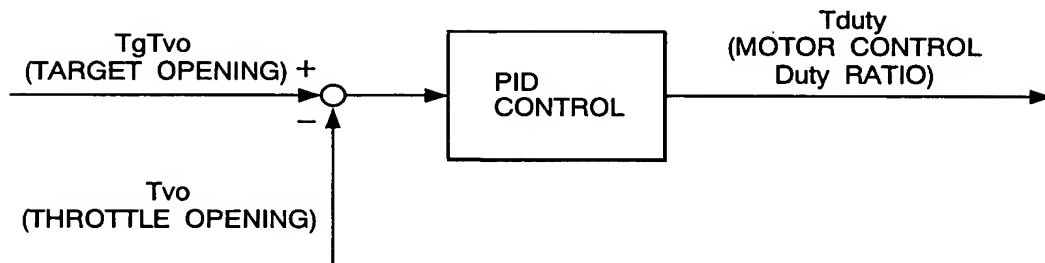 TgTvo
(TARGET OPENING) +
−
Tvo
(THROTTLE OPENING)
PID
CONTROL
Tduty
(MOTOR CONTROL
Duty RATIO)